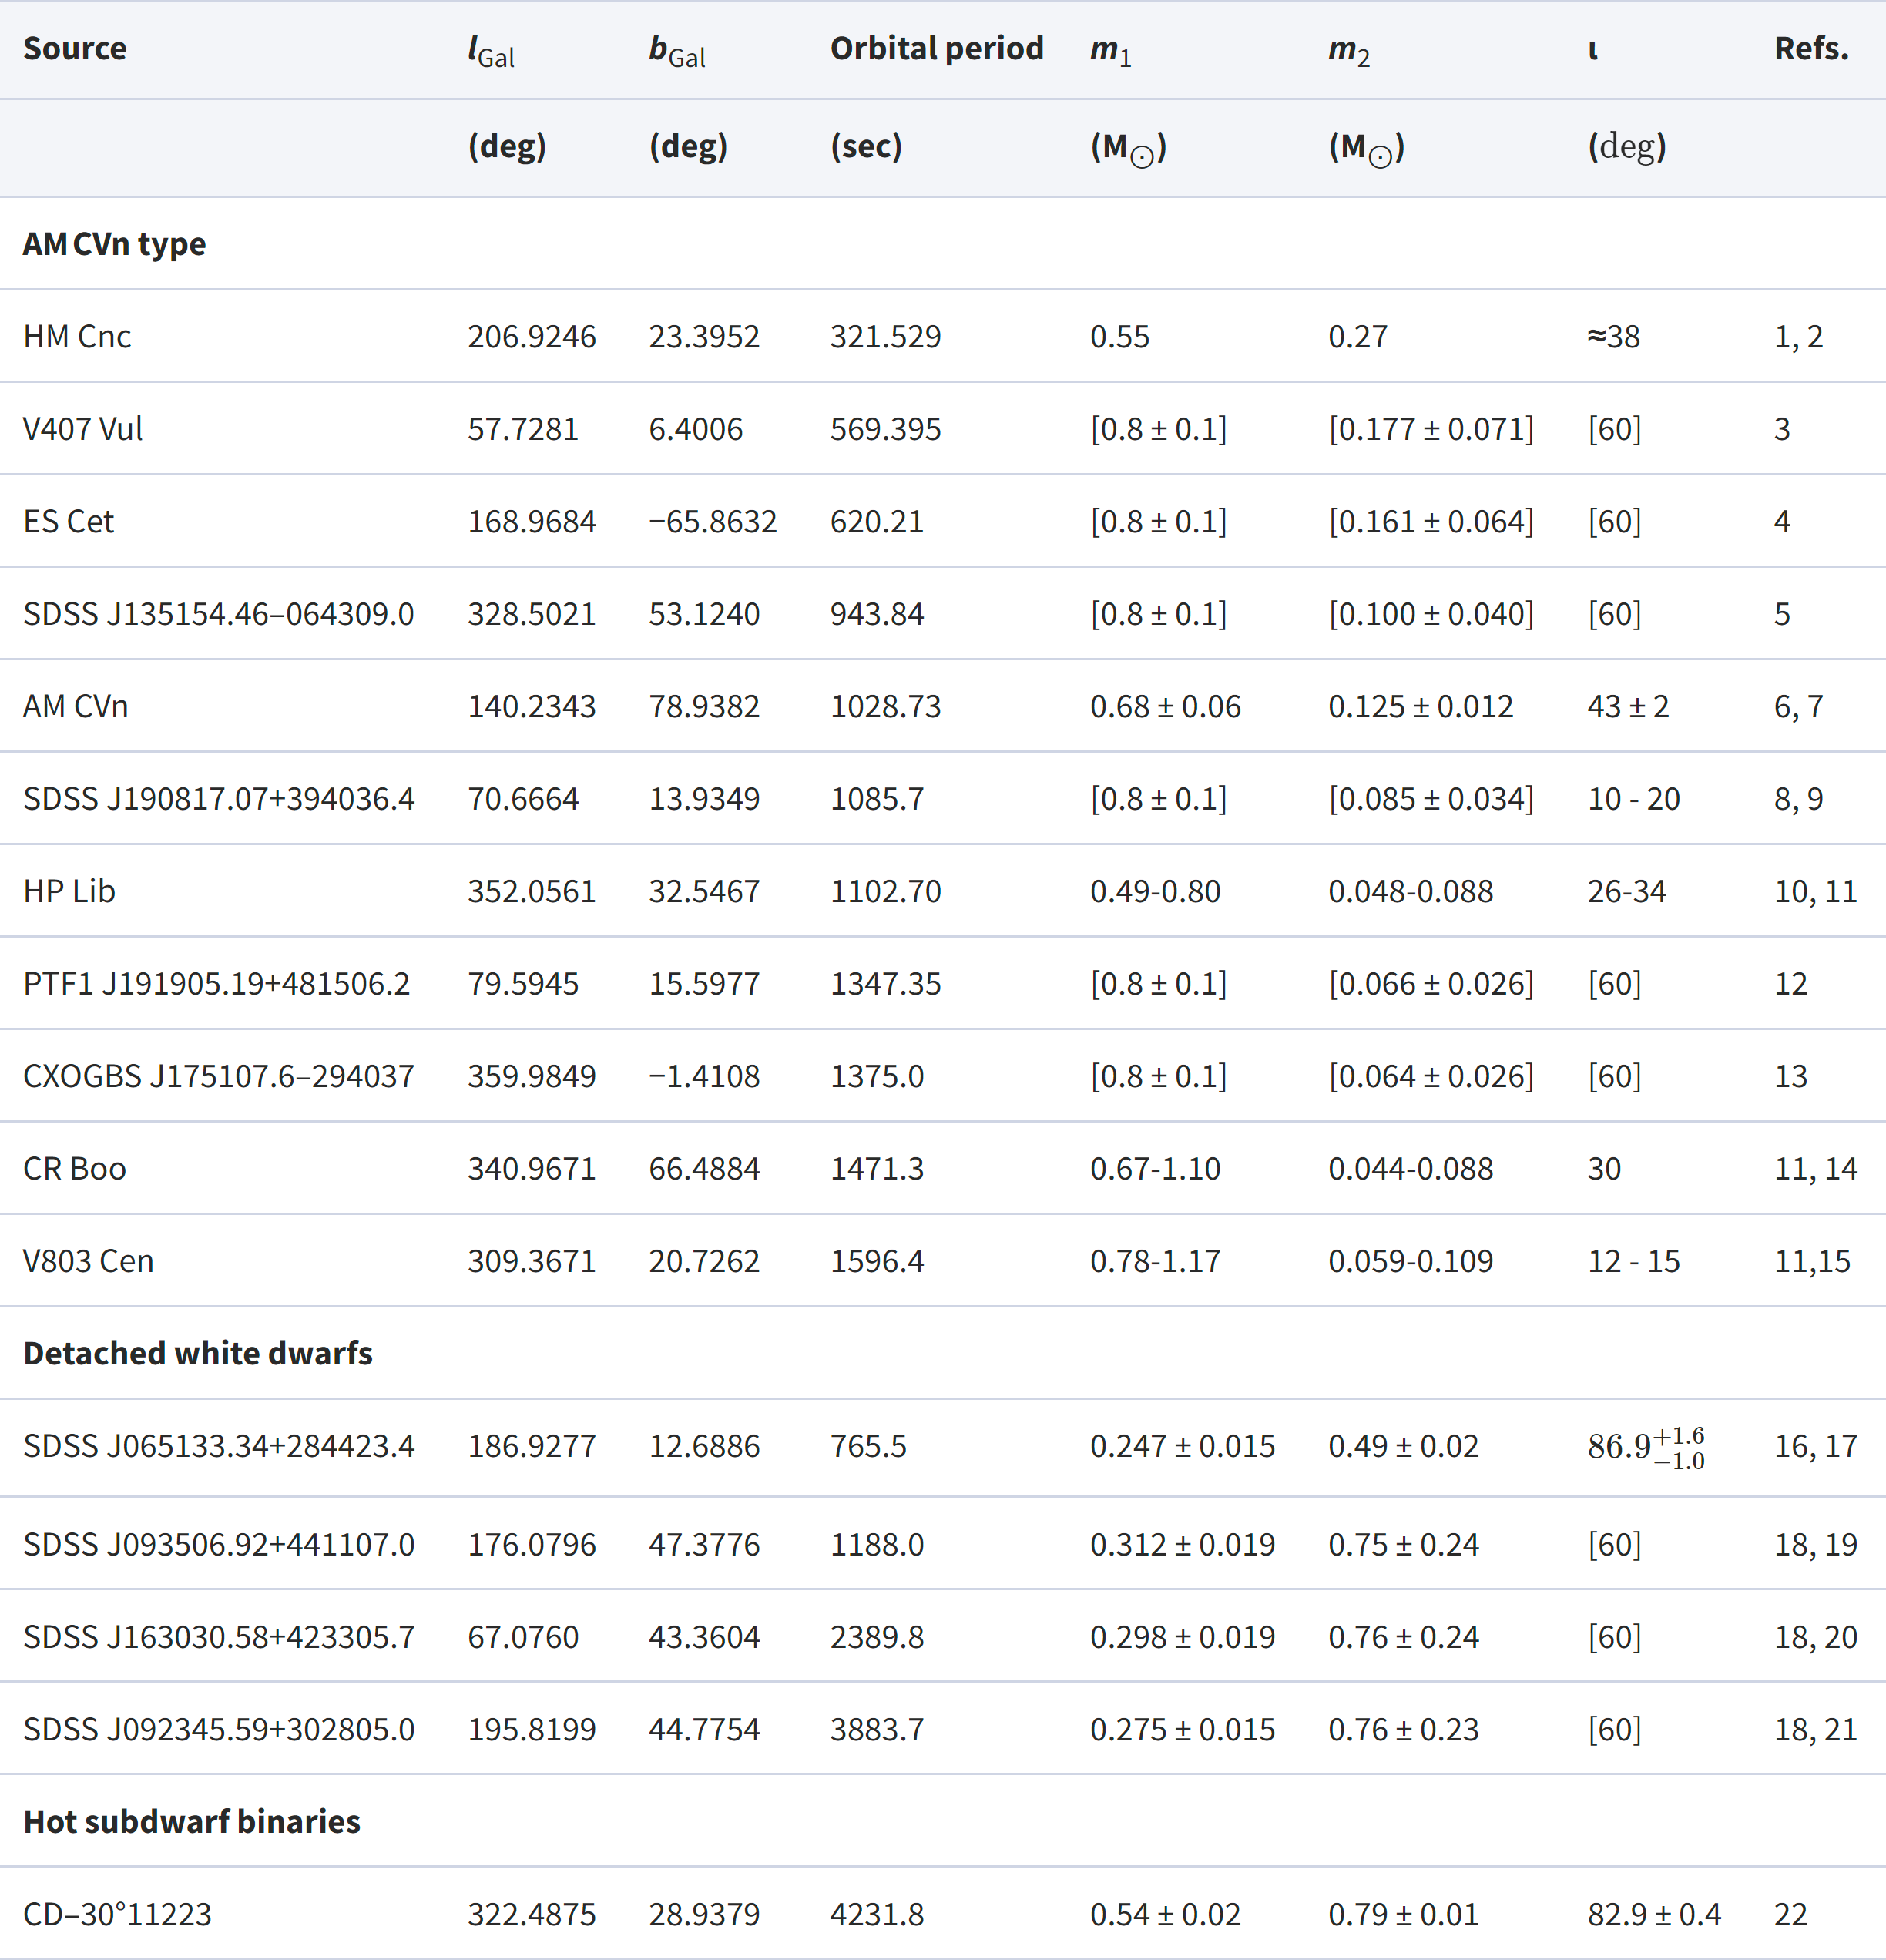 Source l Gal b Gal Orbital period m1 m2 ι Refs.
(deg) (deg) (sec) (M⊙) (M⊙) (deg)
AM CVn type
HM Cnc 206.9246 23.3952 321.529 0.55 0.27 ≈38 1, 2
V407 Vul 57.7281 6.4006 569.395 [0.8 ± 0.1] [0.177 ± 0.071] [60] 3
ES Cet 168.9684 −65.8632 620.21 [0.8 ± 0.1] [0.161 ± 0.064] [60] 4
SDSS J135154.46–064309.0 328.5021 53.1240 943.84 [0.8 ± 0.1] [0.100 ± 0.040] [60] 5
AM CVn 140.2343 78.9382 1028.73 0.68 ± 0.06 0.125 ± 0.012 43 ± 2 6, 7
SDSS J190817.07+394036.4 70.6664 13.9349 1085.7 [0.8 ± 0.1] [0.085 ± 0.034] 10 - 20 8, 9
HP Lib 352.0561 32.5467 1102.70 0.49-0.80 0.048-0.088 26-34 10, 11
PTF1 J191905.19+481506.2 79.5945 15.5977 1347.35 [0.8 ± 0.1] [0.066 ± 0.026] [60] 12
CXOGBS J175107.6–294037 359.9849 −1.4108 1375.0 [0.8 ± 0.1] [0.064 ± 0.026] [60] 13
CR Boo 340.9671 66.4884 1471.3 0.67-1.10 0.044-0.088 30 11, 14
V803 Cen 309.3671 20.7262 1596.4 0.78-1.17 0.059-0.109 12 - 15 11,15
Detached white dwarfs
SDSS J065133.34+284423.4 186.9277 12.6886 765.5 0.247 ± 0.015 0.49 ± 0.02 86.9 +1.6 −1.0 16, 17
SDSS J093506.92+441107.0 176.0796 47.3776 1188.0 0.312 ± 0.019 0.75 ± 0.24 [60] 18, 19
SDSS J163030.58+423305.7 67.0760 43.3604 2389.8 0.298 ± 0.019 0.76 ± 0.24 [60] 18, 20
SDSS J092345.59+302805.0 195.8199 44.7754 3883.7 0.275 ± 0.015 0.76 ± 0.23 [60] 18, 21
Hot subdwarf binaries
CD–30°11223 322.4875 28.9379 4231.8 0.54 ± 0.02 0.79 ± 0.01 82.9 ± 0.4 22